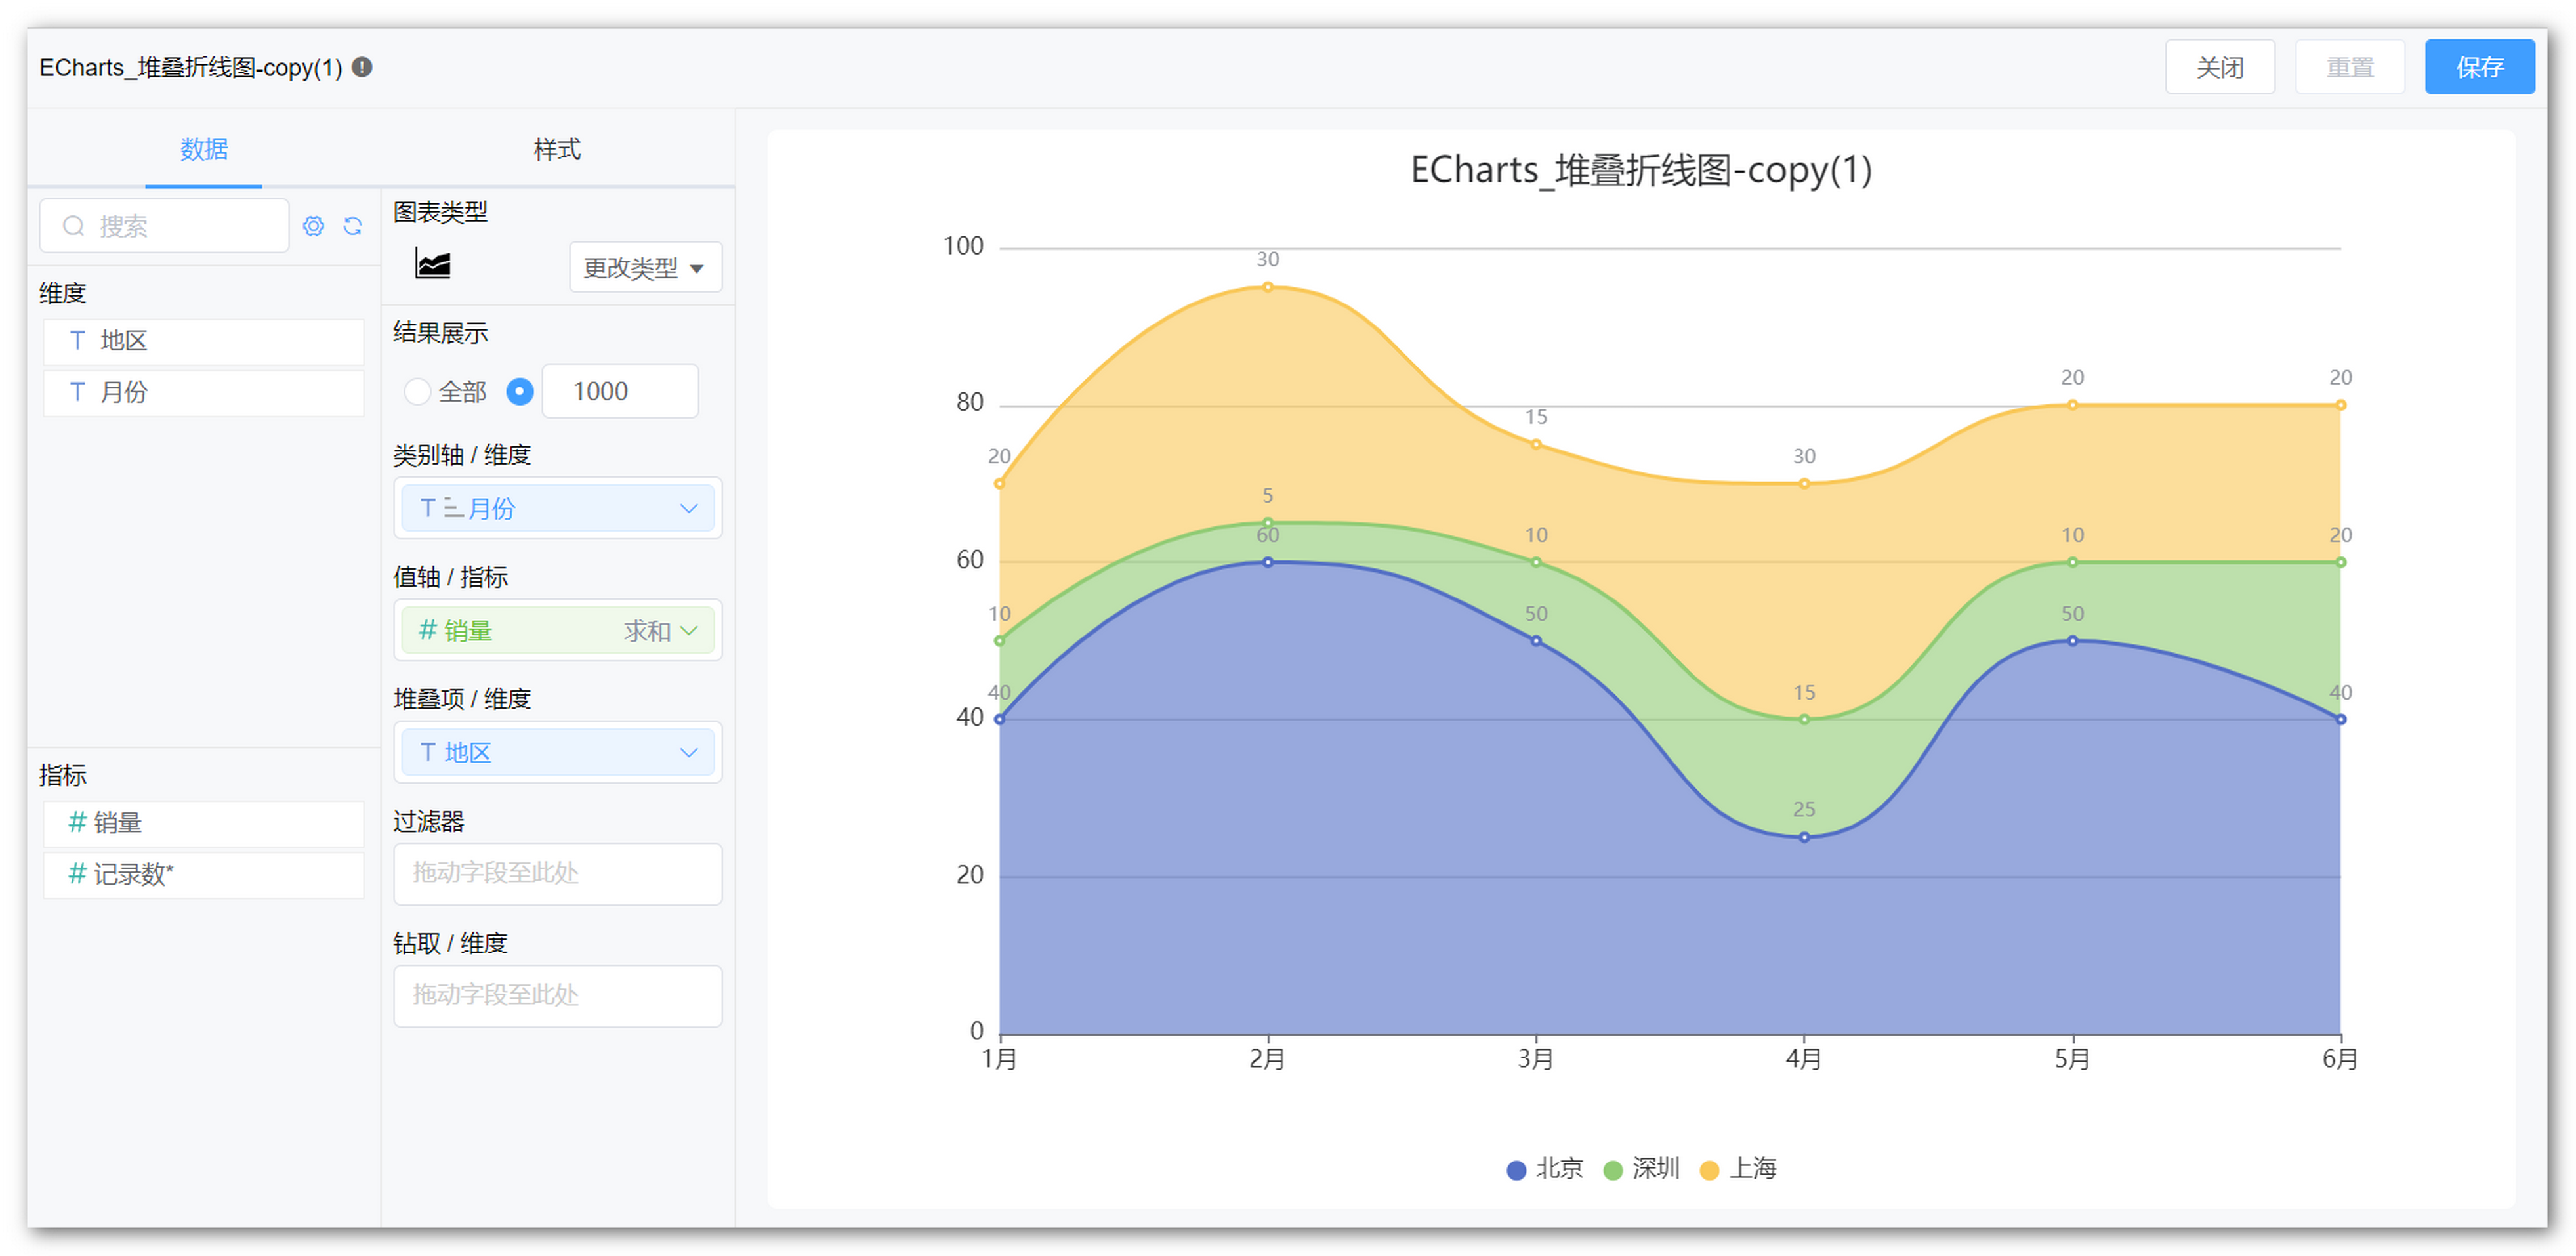 ECharts_堆叠折线图-copy(1)
关闭
重置
保存
数据
样式
搜索
维度
T 地区
T 月份
指标
# 销量
# 记录数*
图表类型
更改类型
结果展示
全部
1000
类别轴 / 维度
T 月份
值轴 / 指标
# 销量 求和
堆叠项 / 维度
T 地区
过滤器
拖动字段至此处
钻取 / 维度
拖动字段至此处
ECharts_堆叠折线图-copy(1)
100
80
60
40
20
0
20 30 15 30 20 20
10 5 10 15 10 20
40 60 50 25 50 40
1月 2月 3月 4月 5月 6月
北京 深圳 上海